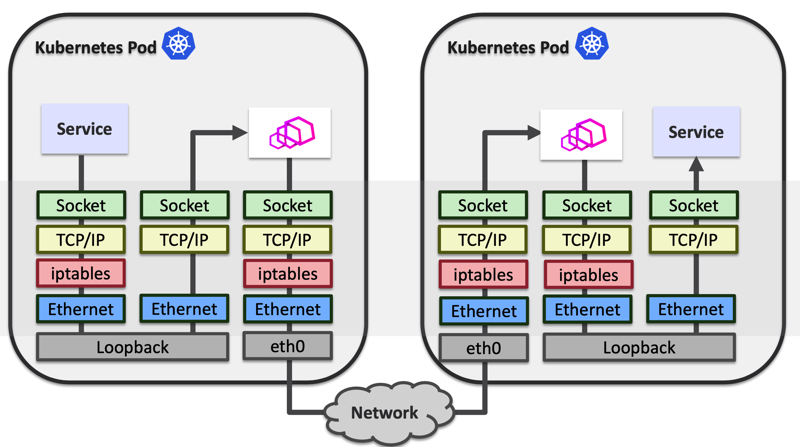 Kubernetes Pod
Service
Socket
Socket
Socket
TCP/IP
TCP/IP
TCP/IP
iptables
iptables
Ethernet
Ethernet
Ethernet
Loopback
eth0
Kubernetes Pod
Service
Socket
Socket
Socket
TCP/IP
TCP/IP
TCP/IP
iptables
iptables
Ethernet
Ethernet
Ethernet
eth0
Loopback
Network